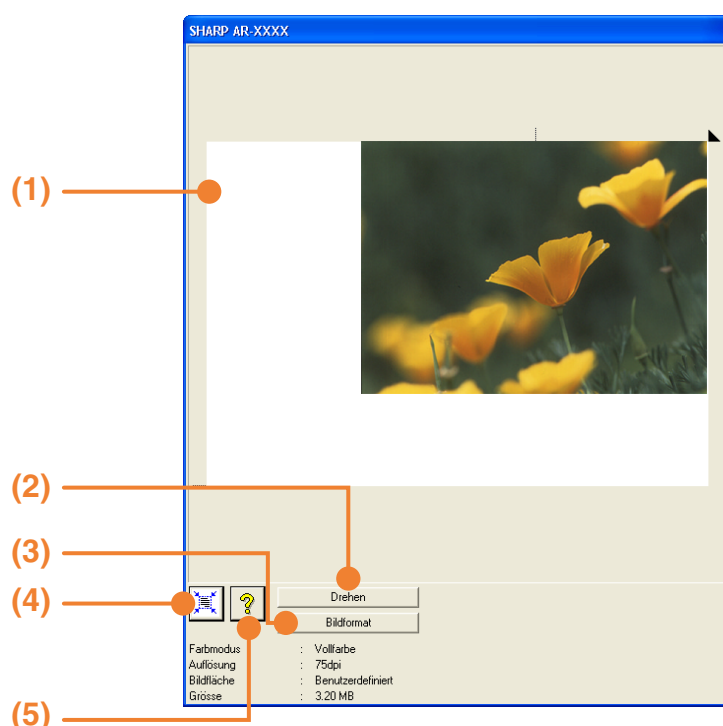 SHARP AR-XXXX
(1)
(2)
(3)
(4)
(5)
Drehen
Bildformat
Farbmodus : Vollfarbe
Auflösung : 75dpi
Bildfläche : Benutzerdefiniert
Grösse : 3.20 MB